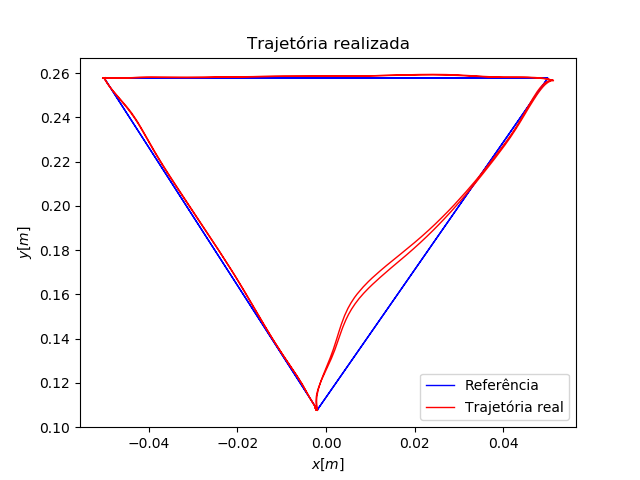 Trajetória realizada
0.26
0.24
0.22
0.20
0.18
0.16
0.14
0.12
0.10
y[m]
−0.04 −0.02 0.00 0.02 0.04
x[m]
Referência
Trajetória real